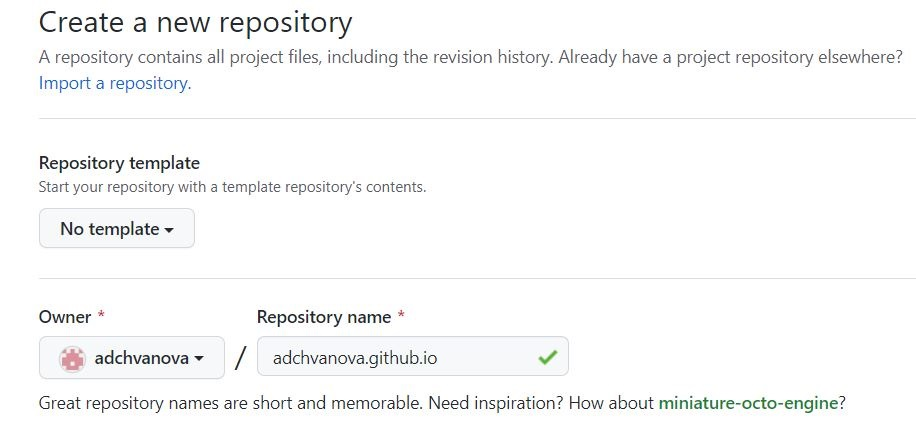 Create a new repository
A repository contains all project files, including the revision history. Already have a project repository elsewhere?
Import a repository.
Repository template
Start your repository with a template repository's contents.
No template
Owner *
Repository name *
adchvanova / adchvanova.github.io
Great repository names are short and memorable. Need inspiration? How about miniature-octo-engine?